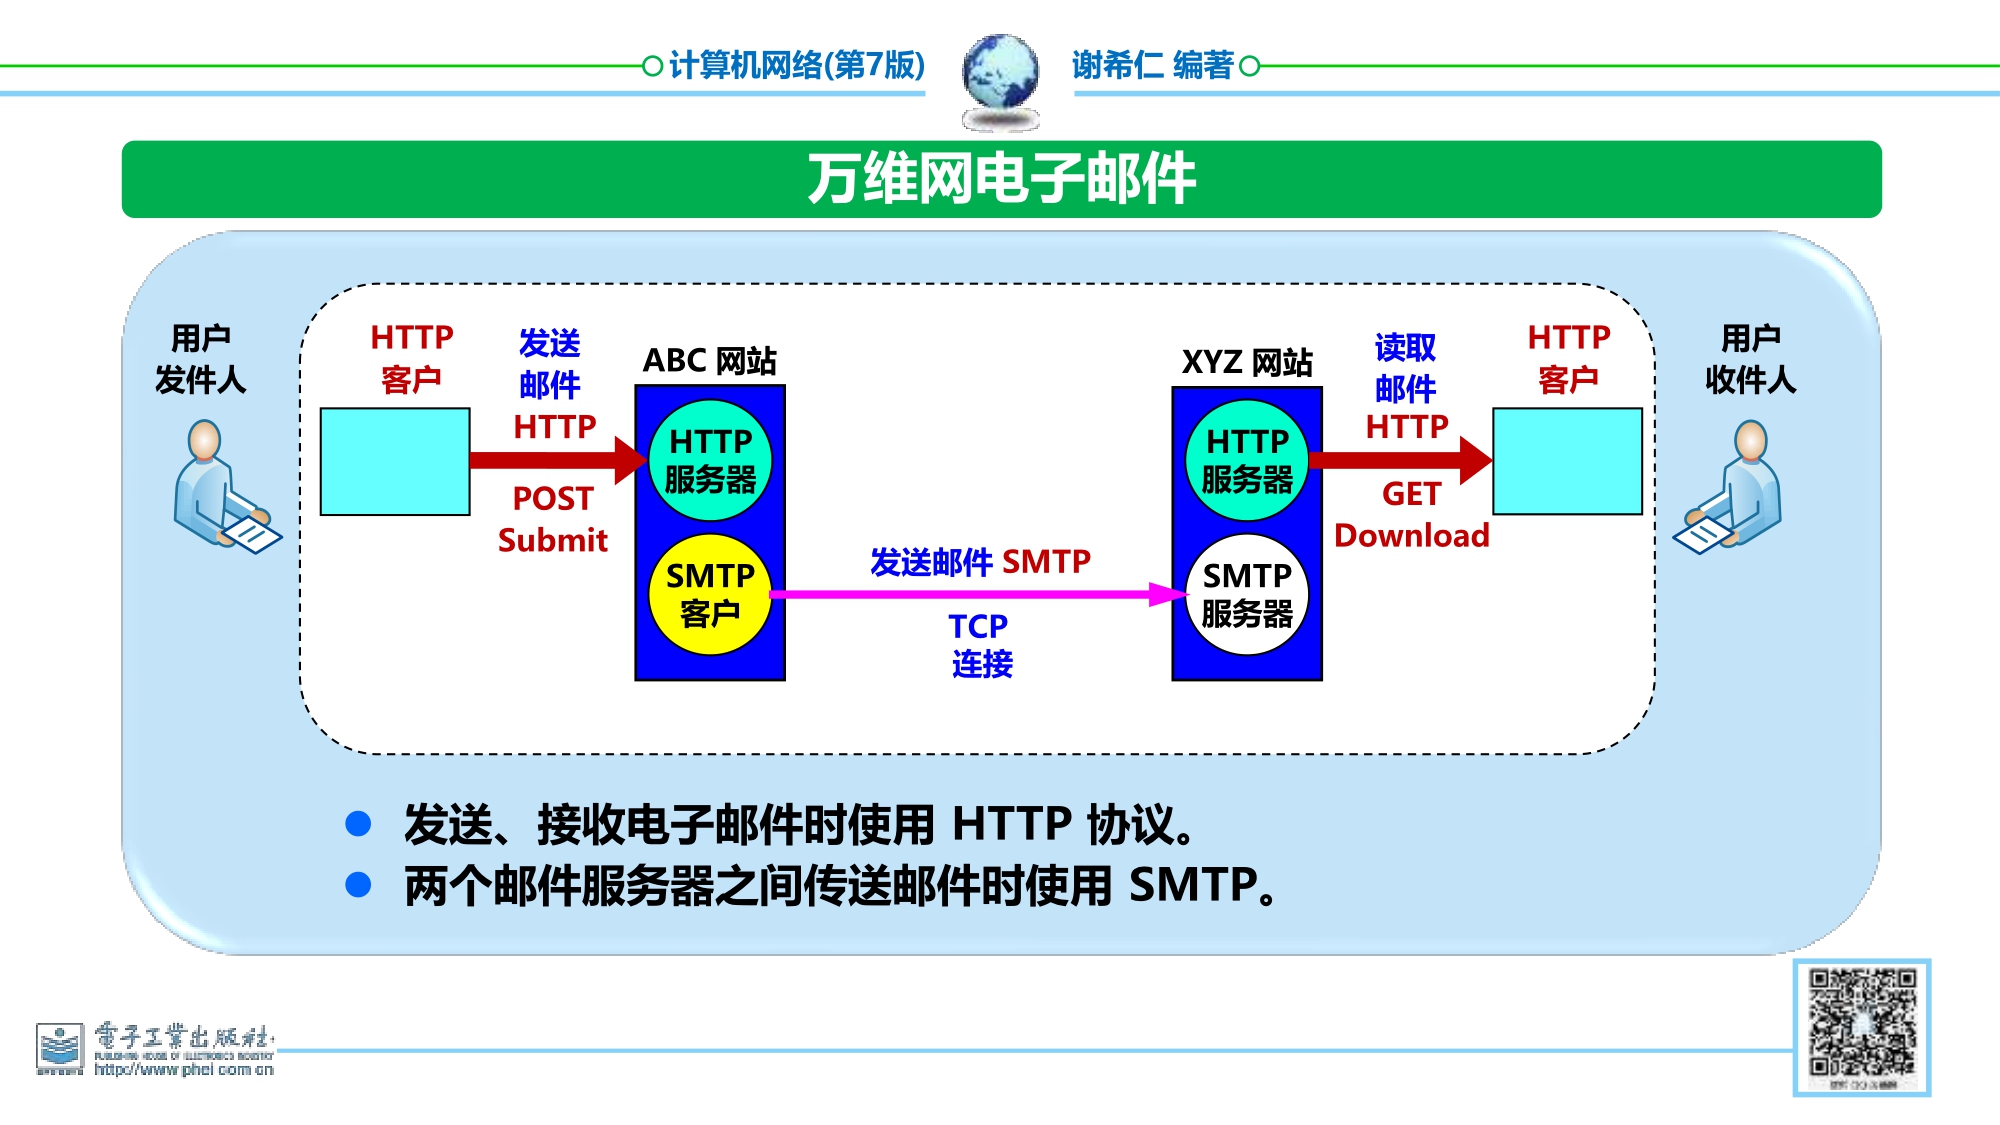 计算机网络(第7版)
谢希仁 编著
万维网电子邮件
用户
发件人
HTTP
客户
发送
邮件
HTTP
POST
Submit
ABC 网站
HTTP
服务器
SMTP
客户
发送邮件 SMTP
TCP
连接
XYZ 网站
HTTP
服务器
SMTP
服务器
读取
邮件
HTTP
GET
Download
HTTP
客户
用户
收件人
● 发送、接收电子邮件时使用 HTTP 协议。
● 两个邮件服务器之间传送邮件时使用 SMTP。
電子工業出版社
PUBLISHING HOUSE OF ELECTRONICS INDUSTRY
http://www.phei.com.cn